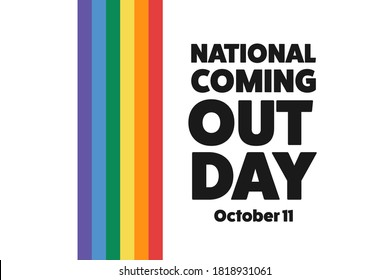 NATIONAL
COMING
OUT
DAY
October 11
shutterstock.com · 1818931061